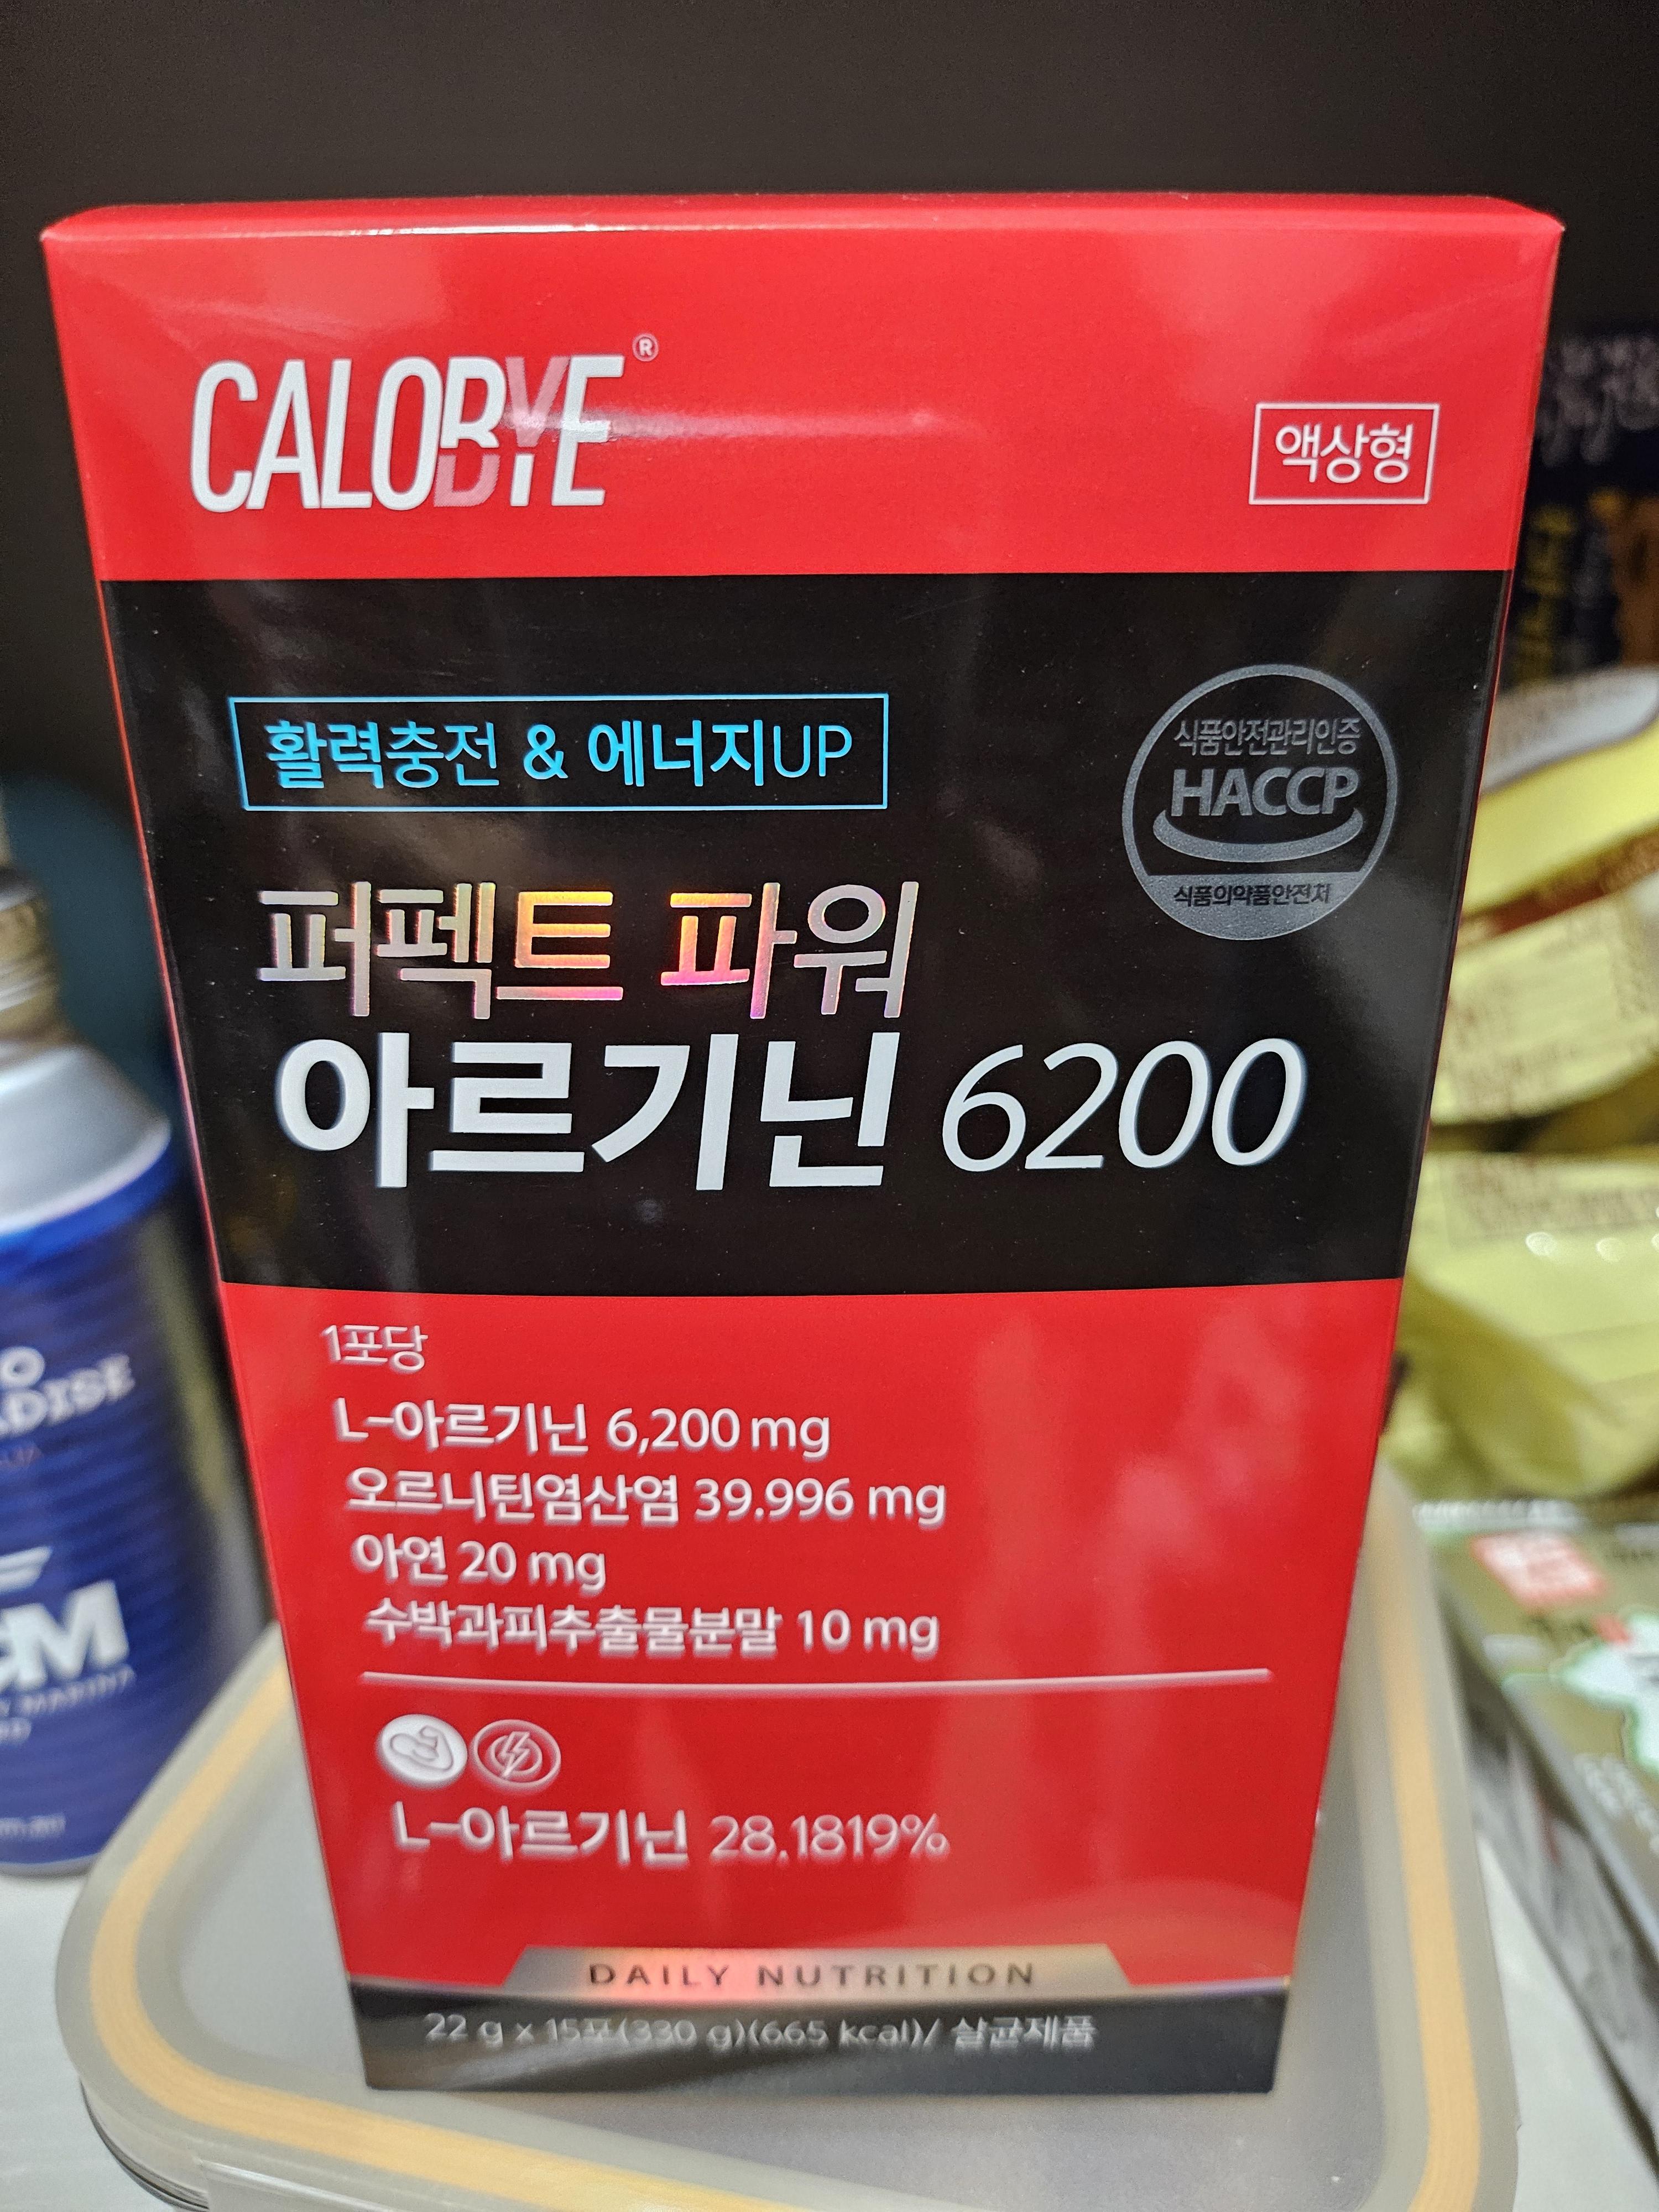 CALOBYE®
액상형
활력충전 & 에너지UP
식품안전관리인증
HACCP
식품의약품안전처
퍼펙트 파워
아르기닌 6200
1포당
L-아르기닌 6,200 mg
오르니틴염산염 39.996 mg
아연 20 mg
수박과피추출물분말 10 mg
L-아르기닌 28.1819%
DAILY NUTRITION
22 g x 15포(330 g)(665 kcal)/ 살균제품